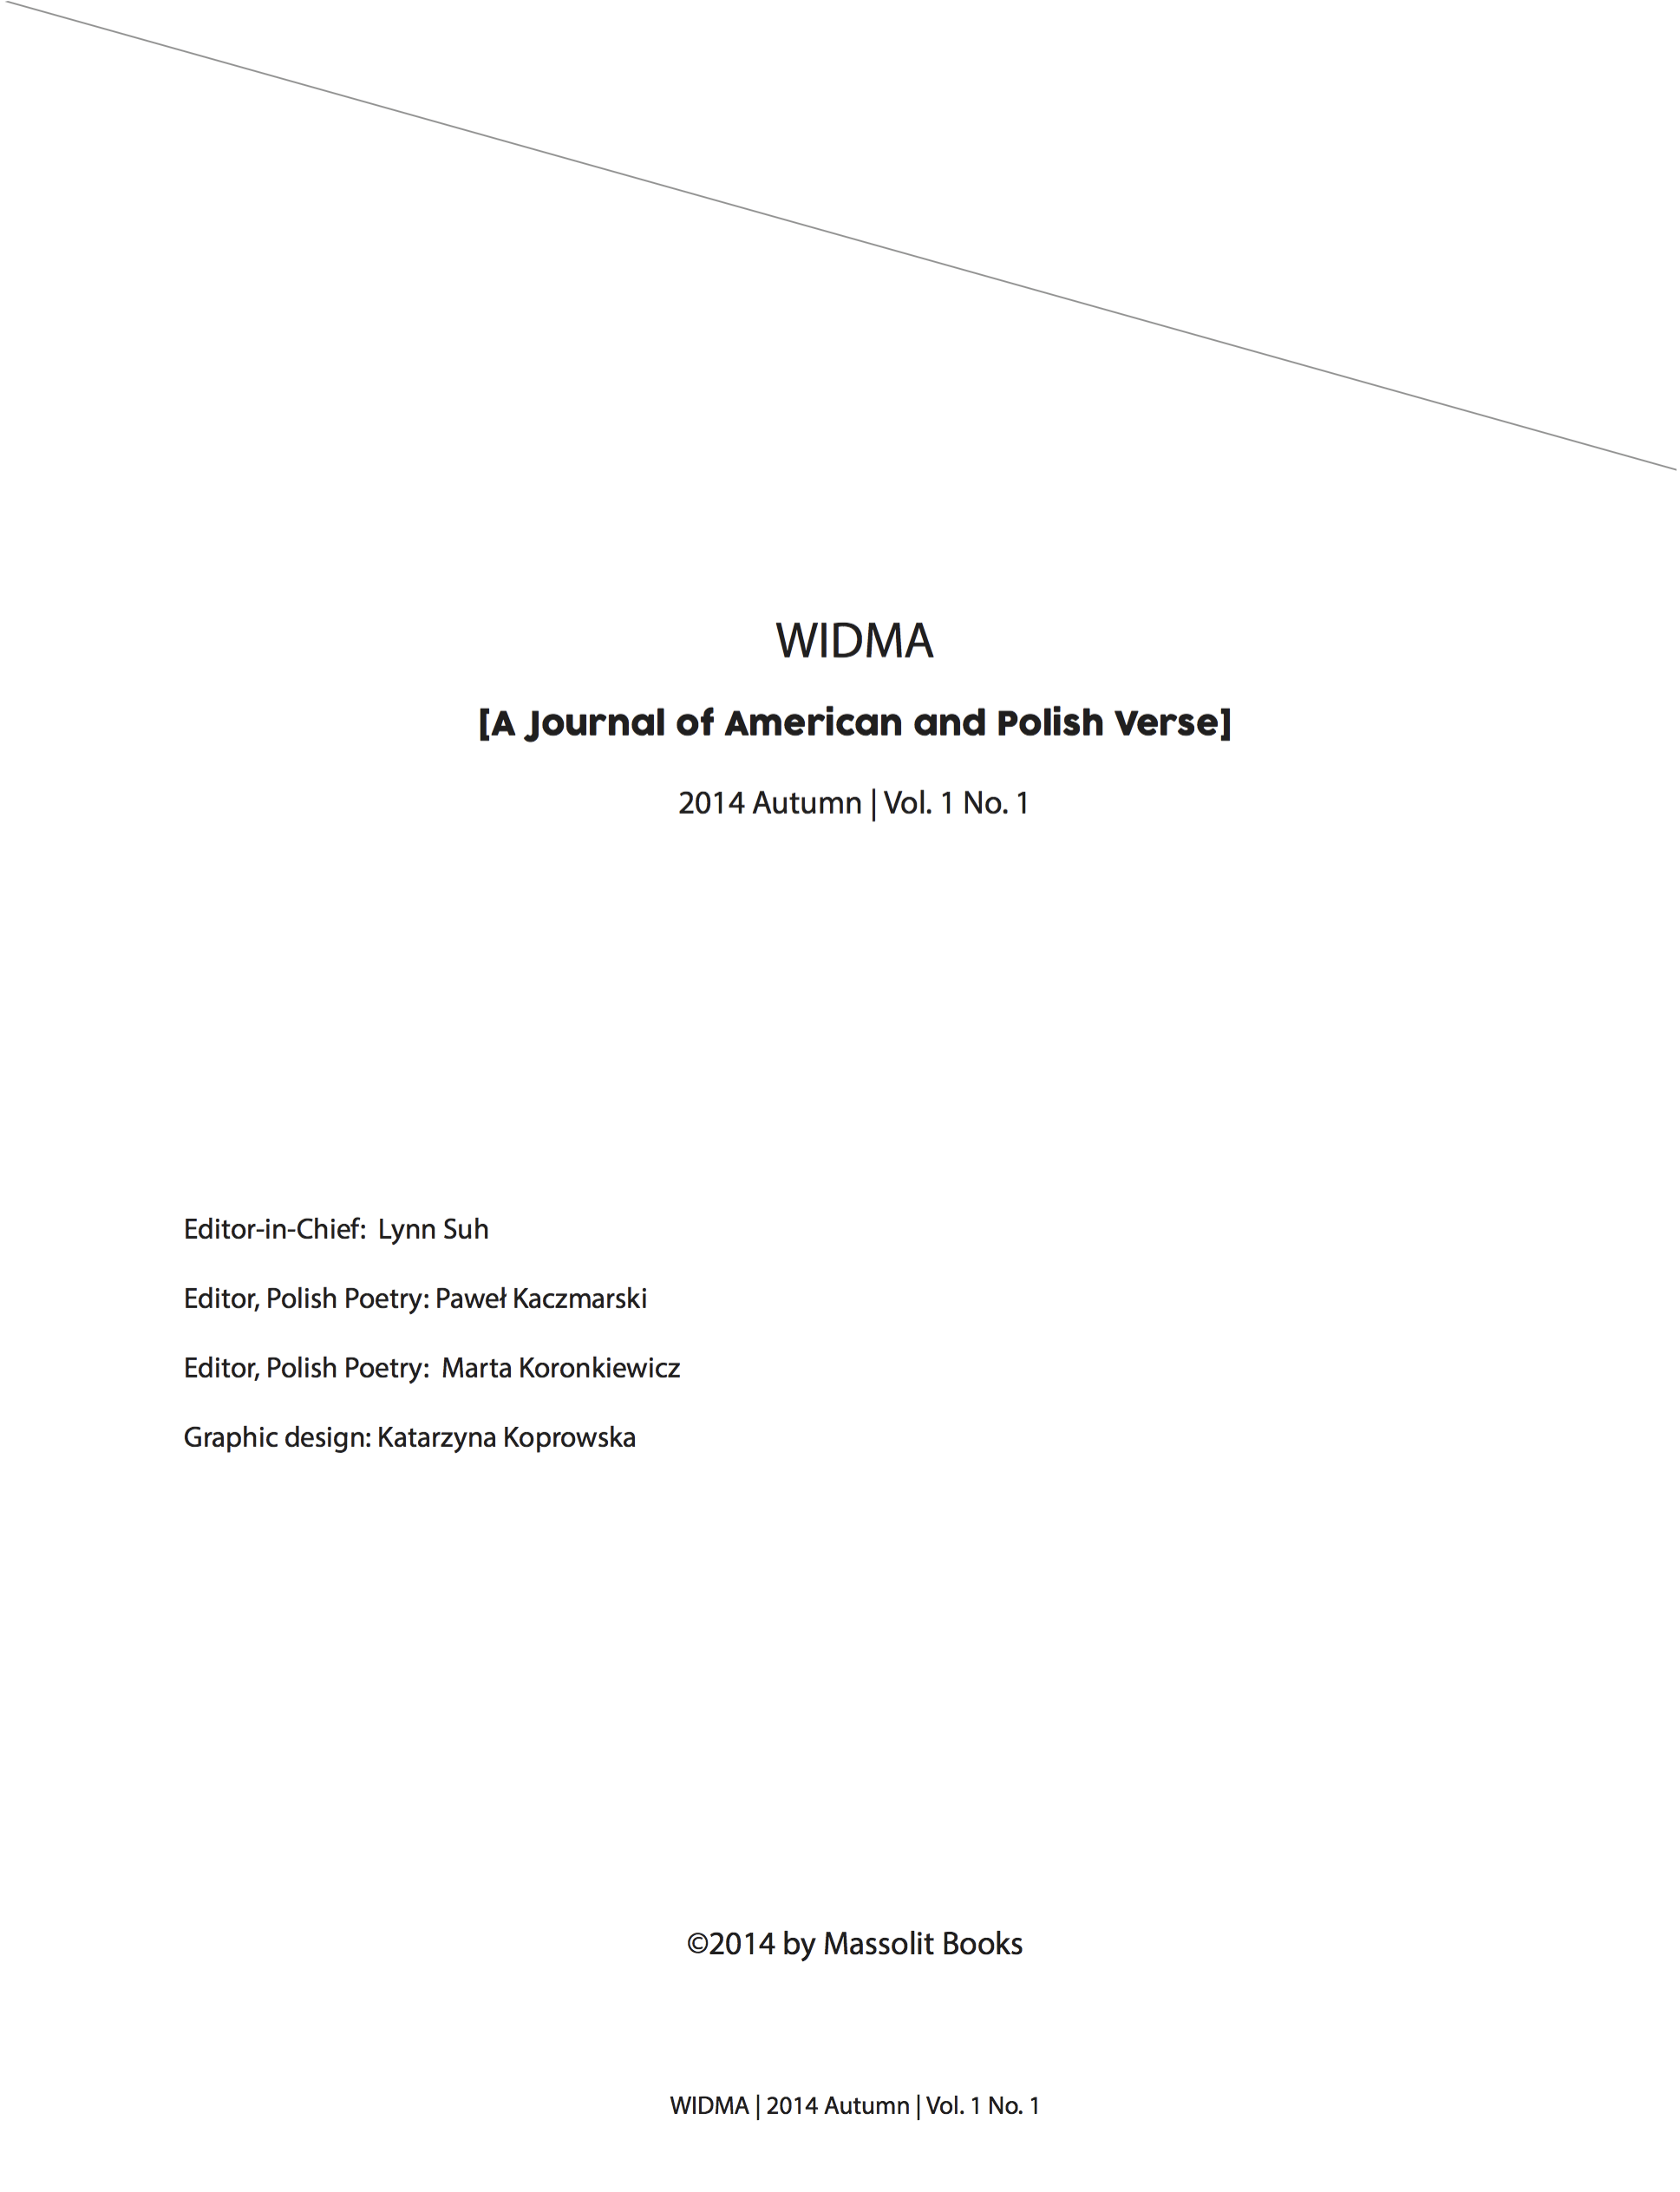 WIDMA
[A Journal of American and Polish Verse]
2014 Autumn | Vol. 1 No. 1
Editor-in-Chief:  Lynn Suh
Editor, Polish Poetry: Paweł Kaczmarski
Editor, Polish Poetry:  Marta Koronkiewicz
Graphic design: Katarzyna Koprowska
©2014 by Massolit Books
WIDMA | 2014 Autumn | Vol. 1 No. 1